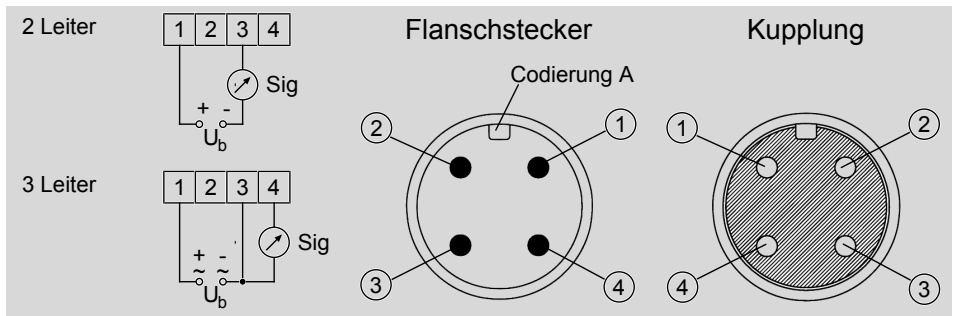 2 Leiter
1 2 3 4
Sig
+ -
Ub
3 Leiter
1 2 3 4
Sig
+ -
~ ~
Ub
Flanschstecker
Codierung A
2 1
3 4
Kupplung
1 2
4 3